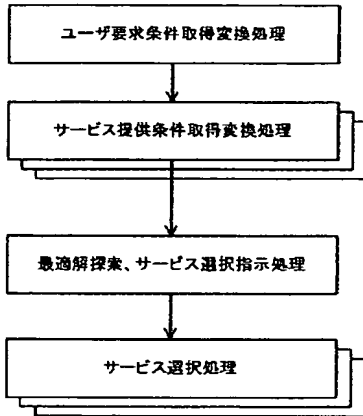 ユーザ要求条件取得変換処理
サービス提供条件取得変換処理
最適解探索、サービス選択指示処理
サービス選択処理